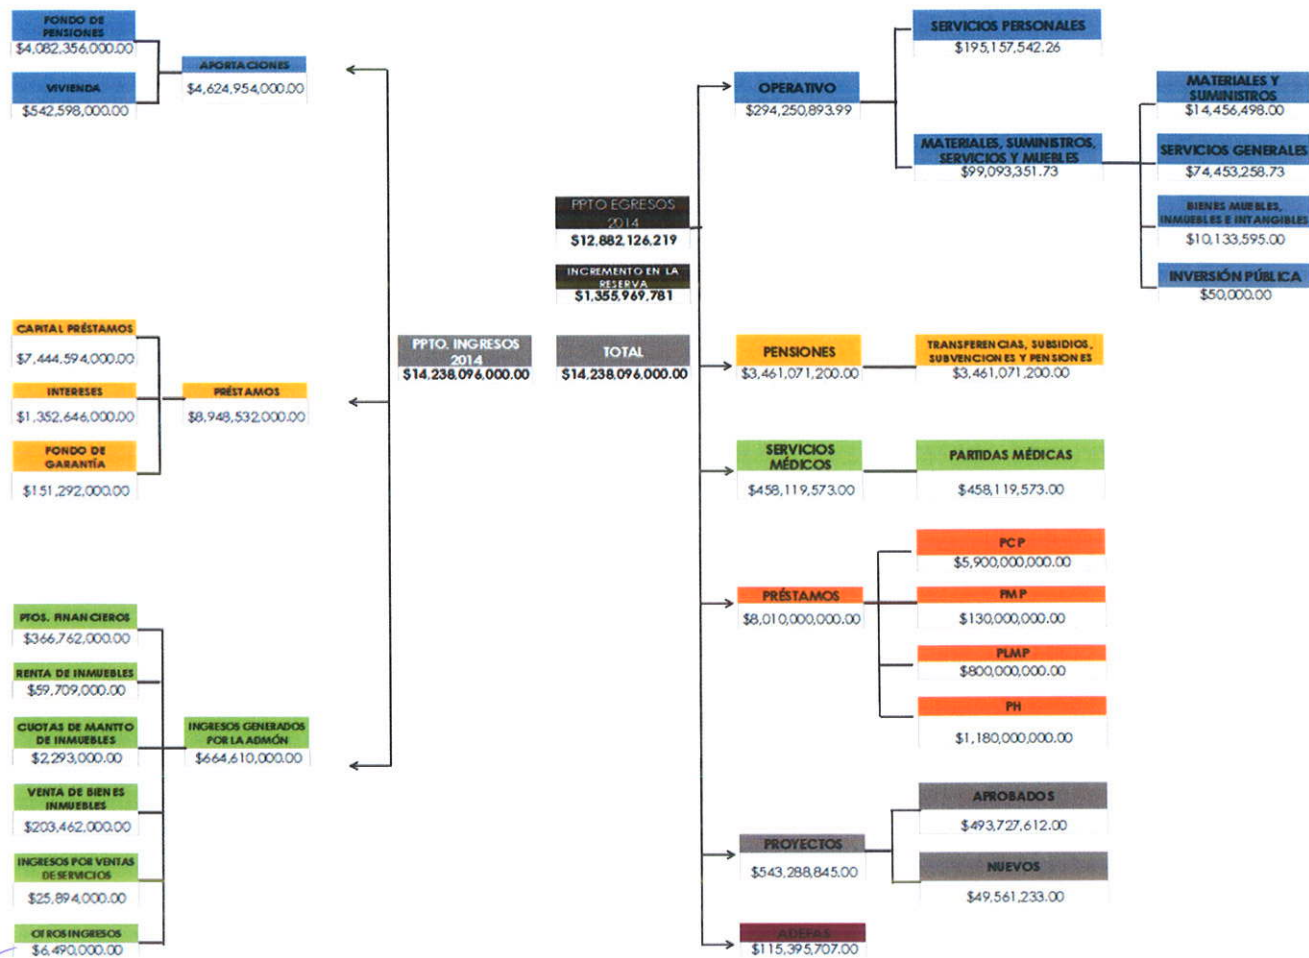 FONDO DE
PENSIONES
$4,082,356,000.00
VIVIENDA
$542,598,000.00
APORTACIONES
$4,624,954,000.00
CAPITAL PRÉSTAMOS
$7,444,594,000.00
INTERESES
$1,352,646,000.00
FONDO DE
GARANTÍA
$151,292,000.00
PRÉSTAMOS
$8,948,532,000.00
PTOS. FINANCIEROS
$366,762,000.00
RENTA DE INMUEBLES
$59,709,000.00
CUOTAS DE MANTTO
DE INMUEBLES
$2,293,000.00
VENTA DE BIENES
INMUEBLES
$203,462,000.00
INGRESOS POR VENTAS
DE SERVICIOS
$25,894,000.00
OTROS INGRESOS
$6,490,000.00
INGRESOS GENERADOS
POR LA ADMÓN
$664,610,000.00
PPTO. INGRESOS
2014
$14,238,096,000.00
PPTO EGRESOS
2014
$12,882,126,219
INCREMENTO EN LA
RESERVA
$1,355,969,781
TOTAL
$14,238,096,000.00
OPERATIVO
$294,250,893.99
SERVICIOS PERSONALES
$195,157,542.26
MATERIALES, SUMINISTROS,
SERVICIOS Y MUEBLES
$99,093,351.73
MATERIALES Y
SUMINISTROS
$14,456,498.00
SERVICIOS GENERALES
$74,453,258.73
BIENES MUEBLES,
INMUEBLES E INTANGIBLES
$10,133,595.00
INVERSIÓN PÚBLICA
$50,000.00
PENSIONES
$3,461,071,200.00
TRANSFERENCIAS, SUBSIDIOS,
SUBVENCIONES Y PENSIONES
$3,461,071,200.00
SERVICIOS
MÉDICOS
$458,119,573.00
PARTIDAS MÉDICAS
$458,119,573.00
PRÉSTAMOS
$8,010,000,000.00
PCP
$5,900,000,000.00
PMP
$130,000,000.00
PLMP
$800,000,000.00
PH
$1,180,000,000.00
PROYECTOS
$543,288,845.00
APROBADOS
$493,727,612.00
NUEVOS
$49,561,233.00
ADEFAS
$115,395,707.00